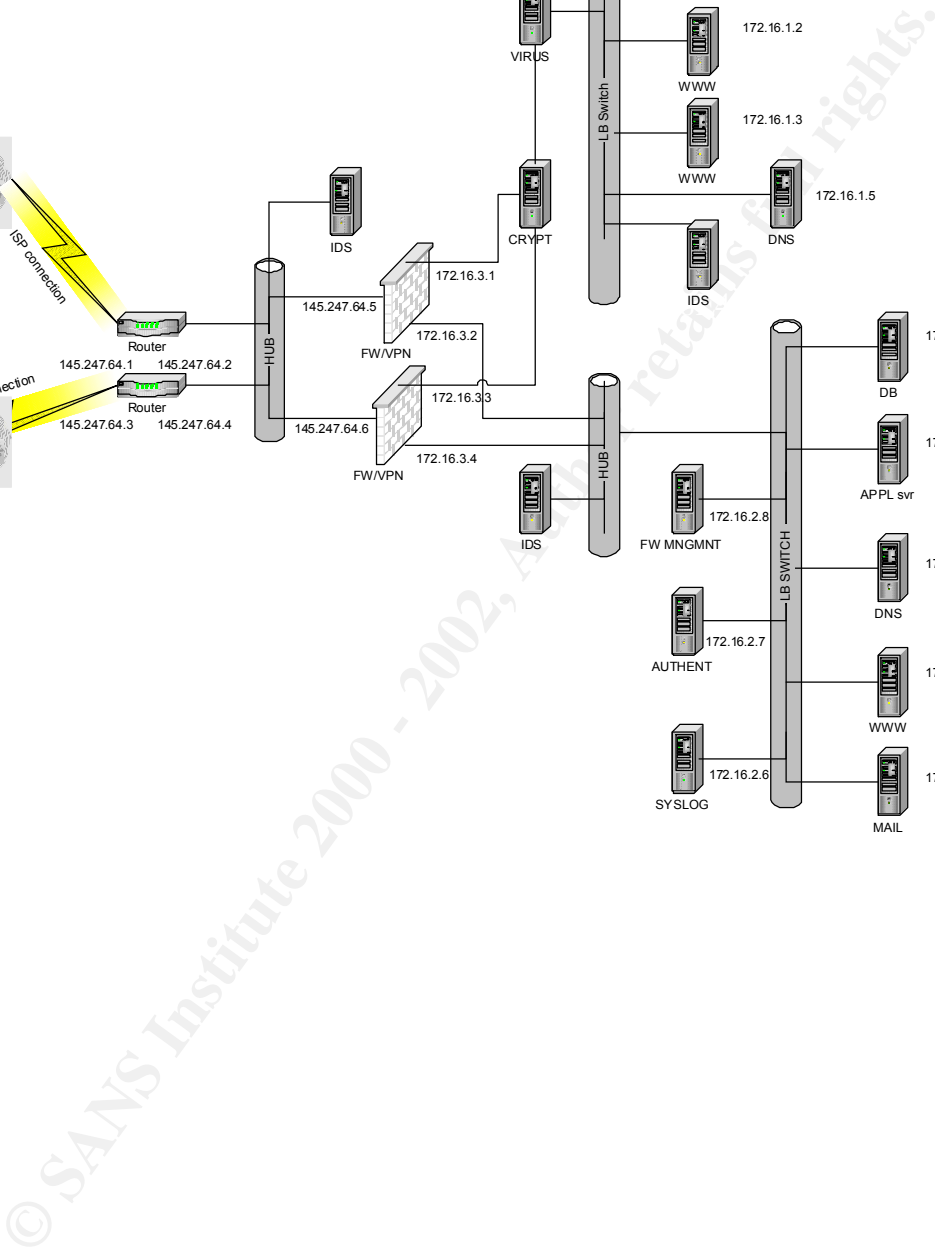 172.16.1.2
VIRUS
WWW
LB Switch
172.16.1.3
WWW
172.16.1.5
IDS
CRYPT
DNS
ISP connection
172.16.3.1
IDS
145.247.64.5
172.16.3.2
Router
FW/VPN
HUB
145.247.64.1
145.247.64.2
DB
172.16.3.3
Router
145.247.64.3
145.247.64.4
145.247.64.6
172.16.3.4
HUB
FW/VPN
APPL svr
172.16.2.8
IDS
FW MNGMNT
LB SWITCH
DNS
172.16.2.7
AUTHENT
WWW
172.16.2.6
SYSLOG
MAIL
© SANS Institute 2000 - 2002, Author retains full rights.